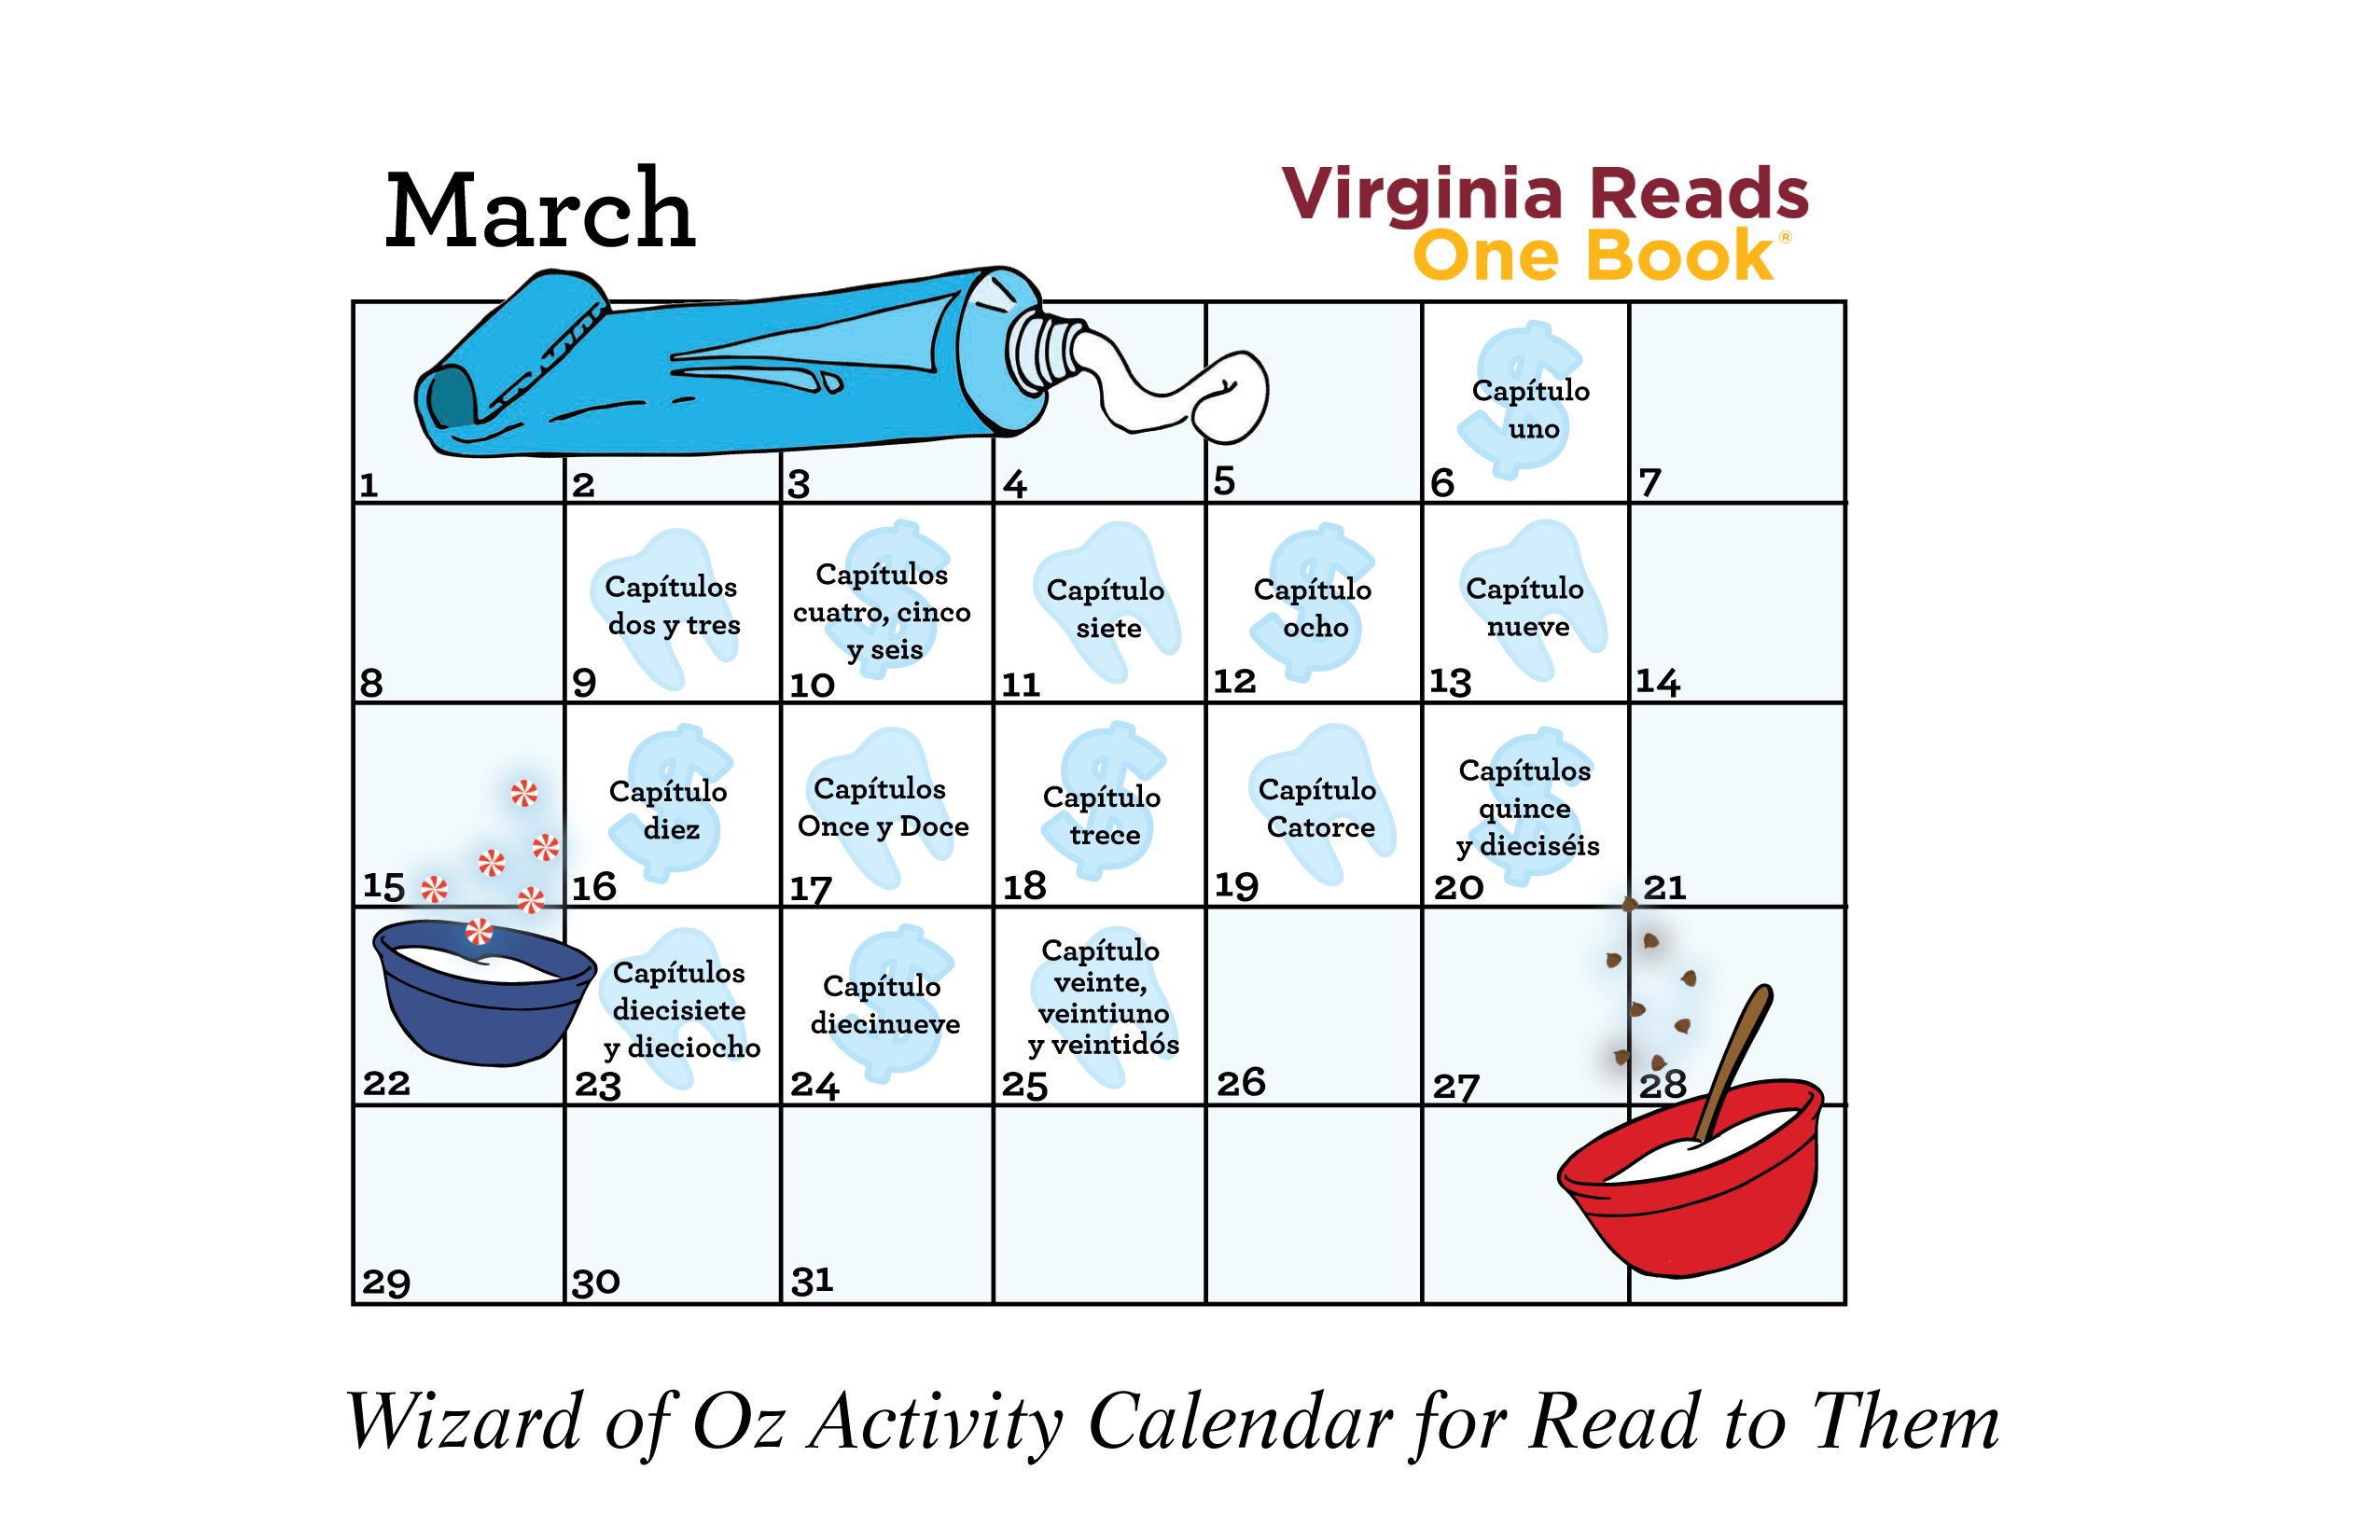 March
Virginia Reads
One Book®
1
2
3
4
5
Capítulo
uno
6
7
8
Capítulos
dos y tres
9
Capítulos
cuatro, cinco
y seis
10
Capítulo
siete
11
Capítulo
ocho
12
Capítulo
nueve
13
14
15
Capítulo
diez
16
Capítulos
Once y Doce
17
Capítulo
trece
18
Capítulo
Catorce
19
Capítulos
quince
y dieciséis
20
21
22
Capítulos
diecisiete
y dieciocho
23
Capítulo
diecinueve
24
Capítulo
veinte,
veintiuno
y veintidós
25
26
27
28
29
30
31
Wizard of Oz Activity Calendar for Read to Them